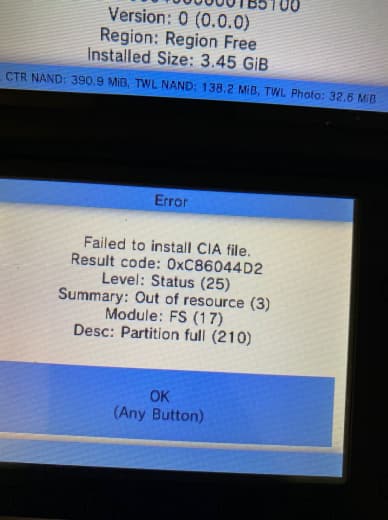 Version: 0 (0.0.0)
Region: Region Free
Installed Size: 3.45 GiB
CTR NAND: 390.9 MiB, TWL NAND: 138.2 MiB, TWL Photo: 32.6 MiB
Error
Failed to install CIA file.
Result code: 0xC86044D2
Level: Status (25)
Summary: Out of resource (3)
Module: FS (17)
Desc: Partition full (210)
OK
(Any Button)